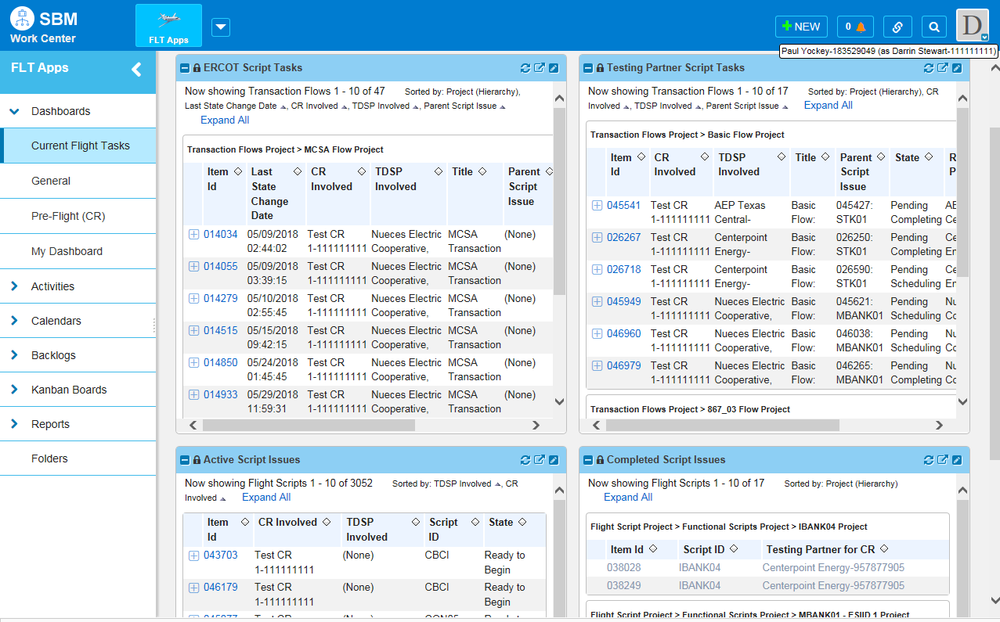 SBM
Work Center
FLT Apps
NEW
0
D
Paul Yockey-183529049 (as Darrin Stewart-111111111)
FLT Apps
Dashboards
Current Flight Tasks
General
Pre-Flight (CR)
My Dashboard
Activities
Calendars
Backlogs
Kanban Boards
Reports
Folders
ERCOT Script Tasks
Now showing Transaction Flows 1 - 10 of 47 Sorted by: Project (Hierarchy),
Last State Change Date , CR Involved , TDSP Involved , Parent Script Issue
Expand All
Transaction Flows Project > MCSA Flow Project
Item Id Last State Change Date CR Involved TDSP Involved Title Parent Script Issue
014034 05/09/2018 Test CR Nueces Electric MCSA (None)
02:44:02 1-111111111 Cooperative, Transaction
014055 05/09/2018 Test CR Nueces Electric MCSA (None)
03:39:15 1-111111111 Cooperative, Transaction
014279 05/10/2018 Test CR Nueces Electric MCSA (None)
02:55:45 1-111111111 Cooperative, Transaction
014515 05/15/2018 Test CR Nueces Electric MCSA (None)
09:42:15 1-111111111 Cooperative, Transaction
014850 05/24/2018 Test CR Nueces Electric MCSA (None)
01:45:45 1-111111111 Cooperative, Transaction
014933 05/29/2018 Test CR Nueces Electric MCSA (None)
11:59:31 1-111111111 Cooperative, Transaction
Testing Partner Script Tasks
Now showing Transaction Flows 1 - 10 of 17 Sorted by: Project (Hierarchy), CR
Involved , TDSP Involved , Parent Script Issue Expand All
Transaction Flows Project > Basic Flow Project
Item Id CR Involved TDSP Involved Title Parent Script Issue State R P
045541 Test CR AEP Texas Basic 045427: Pending AE
1-111111111 Central- Flow: STK01 Completing Ce
026267 Test CR Centerpoint Basic 026250: Pending Ce
1-111111111 Energy- Flow: STK01 Completing En
026718 Test CR Centerpoint Basic 026590: Pending Ce
1-111111111 Energy- Flow: STK01 Scheduling En
045949 Test CR Nueces Electric Basic 045621: Pending Nu
1-111111111 Cooperative, Flow: MBANK01 Scheduling Co
046960 Test CR Nueces Electric Basic 046038: Pending Nu
1-111111111 Cooperative, Flow: MBANK01 Scheduling Co
046979 Test CR Nueces Electric Basic 046265: Pending Nu
1-111111111 Cooperative, Flow: MBANK01 Completing Co
Transaction Flows Project > 867_03 Flow Project
Active Script Issues
Now showing Flight Scripts 1 - 10 of 3052 Sorted by: TDSP Involved , CR
Involved Expand All
Item Id CR Involved TDSP Involved Script ID State
043703 Test CR (None) CBCI Ready to
1-111111111 Begin
046179 Test CR (None) CBCI Ready to
1-111111111 Begin
Test CR (None) Ready to
Completed Script Issues
Now showing Flight Scripts 1 - 10 of 17 Sorted by: Project (Hierarchy)
Expand All
Flight Script Project > Functional Scripts Project > IBANK04 Project
Item Id Script ID Testing Partner for CR
038028 IBANK04 Centerpoint Energy-957877905
038249 IBANK04 Centerpoint Energy-957877905
Flight Script Project > Functional Scripts Project > MBANK01 - ESIID 1 Project